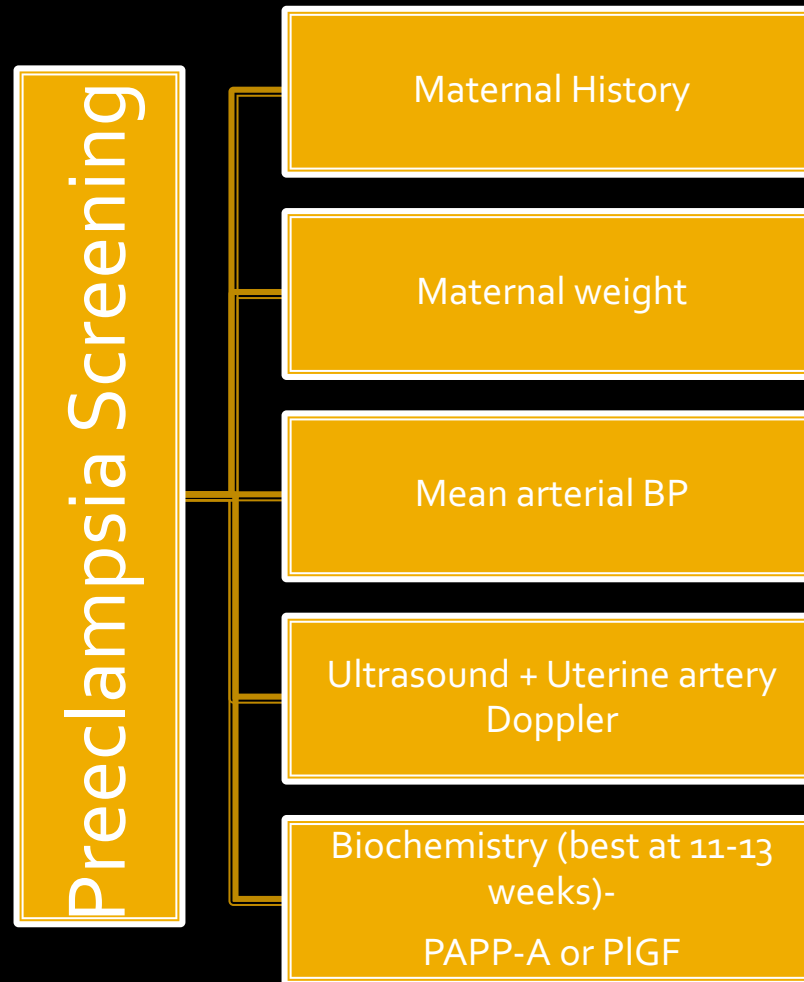 Preeclampsia Screening
Maternal History
Maternal weight
Mean arterial BP
Ultrasound + Uterine artery
Doppler
Biochemistry (best at 11-13
weeks)-
PAPP-A or PlGF